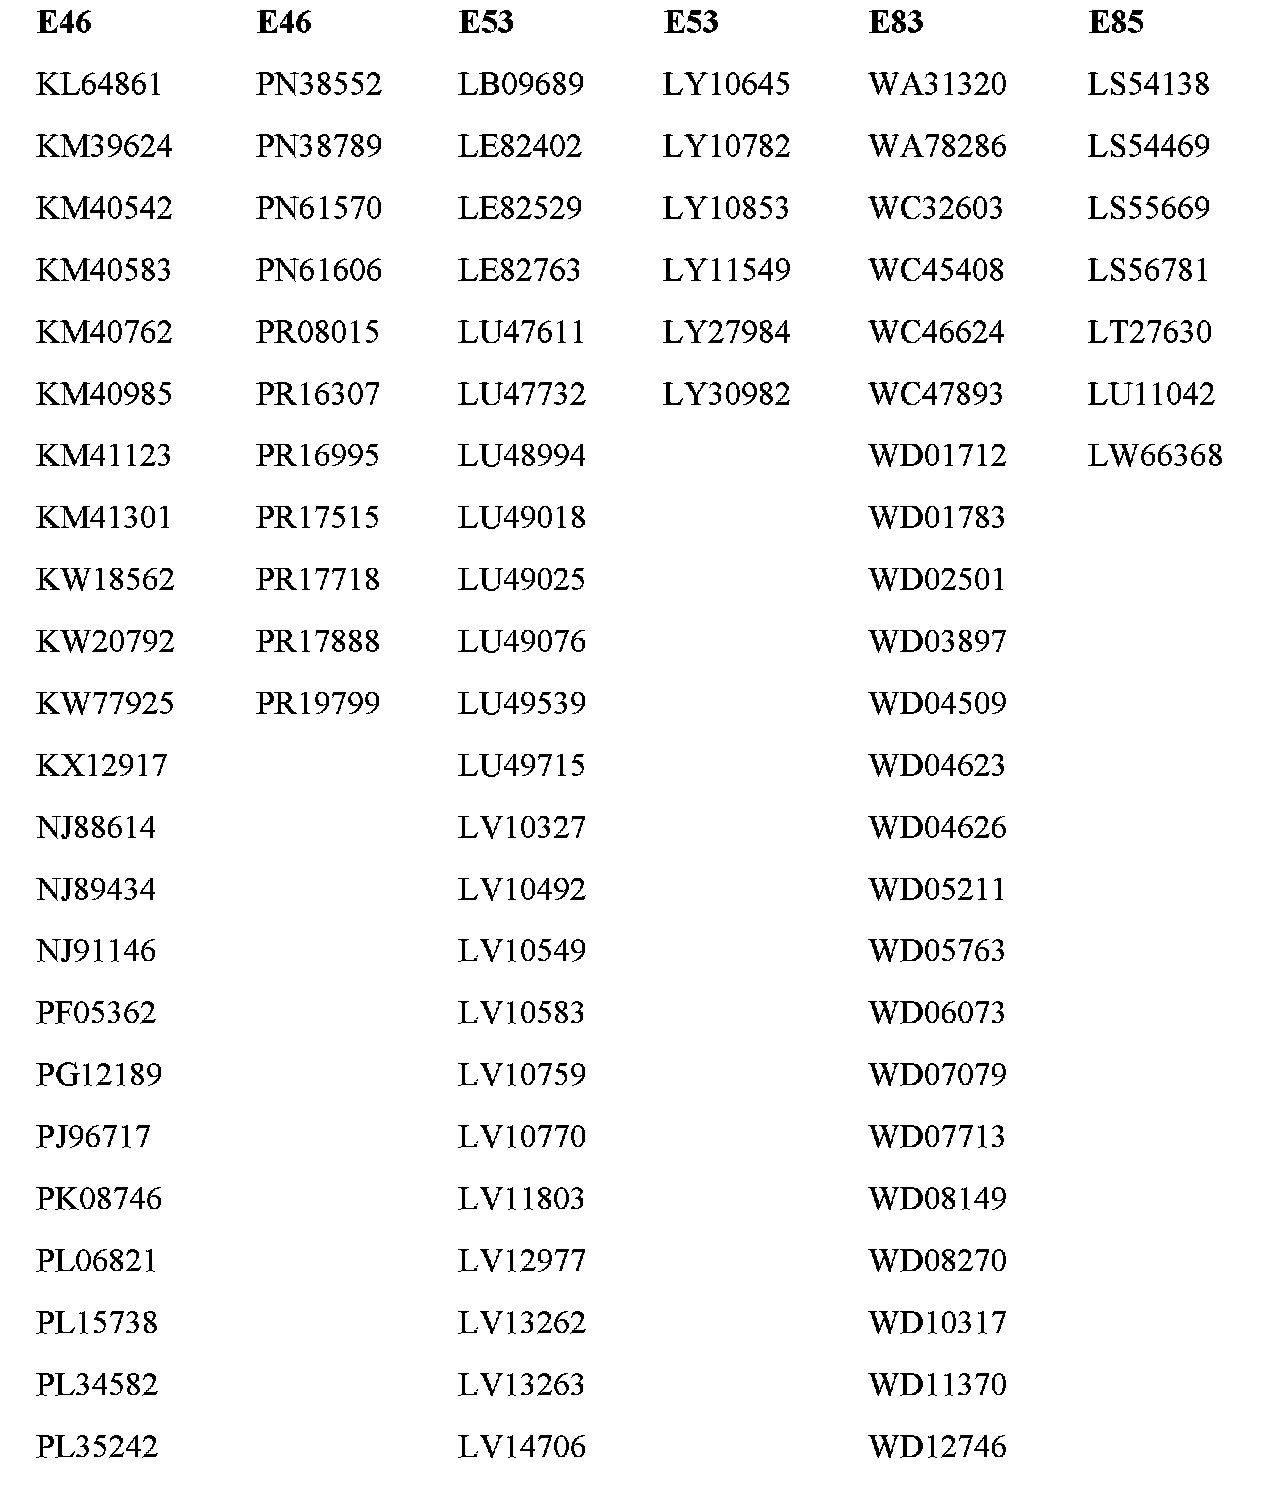 E46 E46 E53 E53 E83 E85
KL64861 PN38552 LB09689 LY10645 WA31320 LS54138
KM39624 PN38789 LE82402 LY10782 WA78286 LS54469
KM40542 PN61570 LE82529 LY10853 WC32603 LS55669
KM40583 PN61606 LE82763 LY11549 WC45408 LS56781
KM40762 PR08015 LU47611 LY27984 WC46624 LT27630
KM40985 PR16307 LU47732 LY30982 WC47893 LU11042
KM41123 PR16995 LU48994 WD01712 LW66368
KM41301 PR17515 LU49018 WD01783
KW18562 PR17718 LU49025 WD02501
KW20792 PR17888 LU49076 WD03897
KW77925 PR19799 LU49539 WD04509
KX12917 LU49715 WD04623
NJ88614 LV10327 WD04626
NJ89434 LV10492 WD05211
NJ91146 LV10549 WD05763
PF05362 LV10583 WD06073
PG12189 LV10759 WD07079
PJ96717 LV10770 WD07713
PK08746 LV11803 WD08149
PL06821 LV12977 WD08270
PL15738 LV13262 WD10317
PL34582 LV13263 WD11370
PL35242 LV14706 WD12746